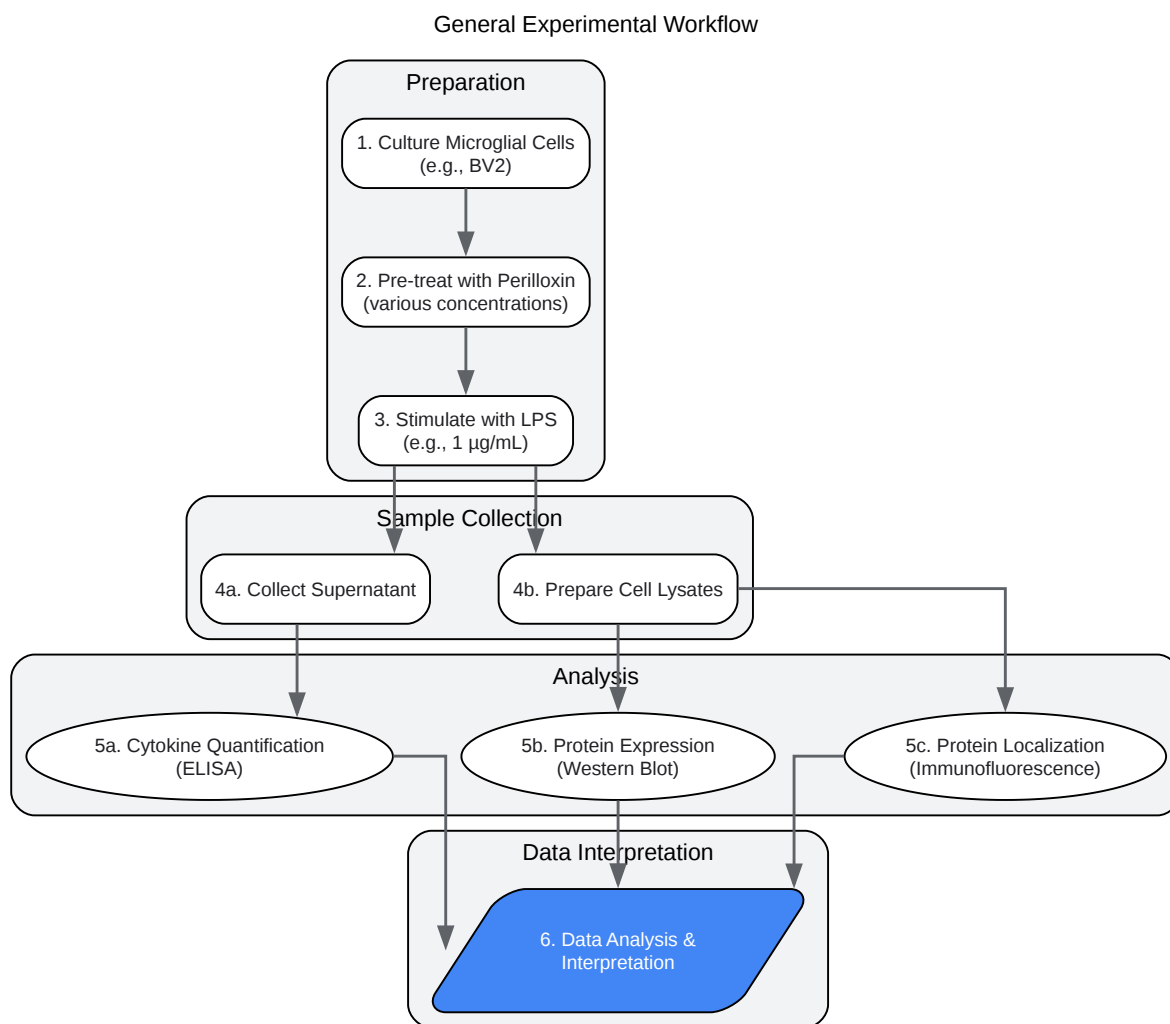 General Experimental Workflow
Preparation
1. Culture Microglial Cells
(e.g., BV2)
2. Pre-treat with Perilloxin
(various concentrations)
3. Stimulate with LPS
(e.g., 1 µg/mL)
Sample Collection
4a. Collect Supernatant
4b. Prepare Cell Lysates
Analysis
5a. Cytokine Quantification
(ELISA)
5b. Protein Expression
(Western Blot)
5c. Protein Localization
(Immunofluorescence)
Data Interpretation
6. Data Analysis &
Interpretation